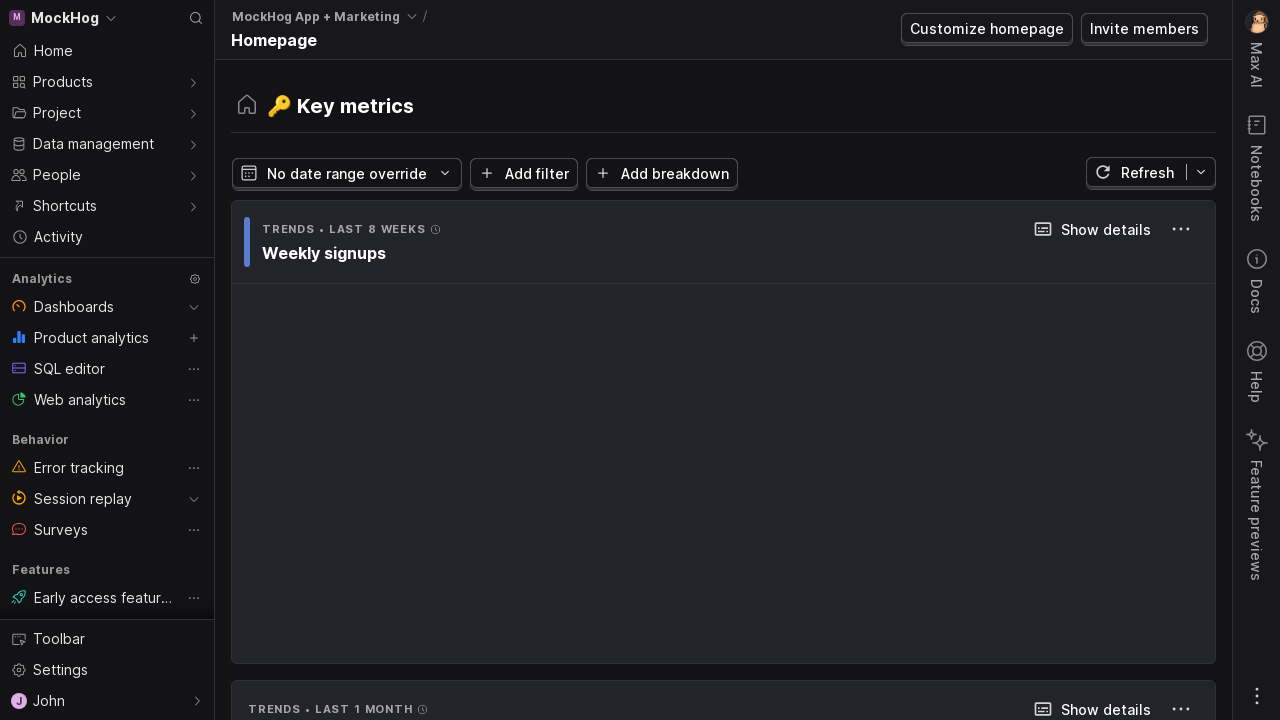 M MockHog
Home
Products
Project
Data management
People
Shortcuts
Activity
Analytics
Dashboards
Product analytics
SQL editor
Web analytics
Behavior
Error tracking
Session replay
Surveys
Features
Early access featur...
Toolbar
Settings
J John
MockHog App + Marketing /
Homepage
Customize homepage
Invite members
🔑 Key metrics
No date range override
Add filter
Add breakdown
Refresh
TRENDS • LAST 8 WEEKS
Show details
Weekly signups
TRENDS • LAST 1 MONTH
Show details
Max AI
Notebooks
Docs
Help
Feature previews